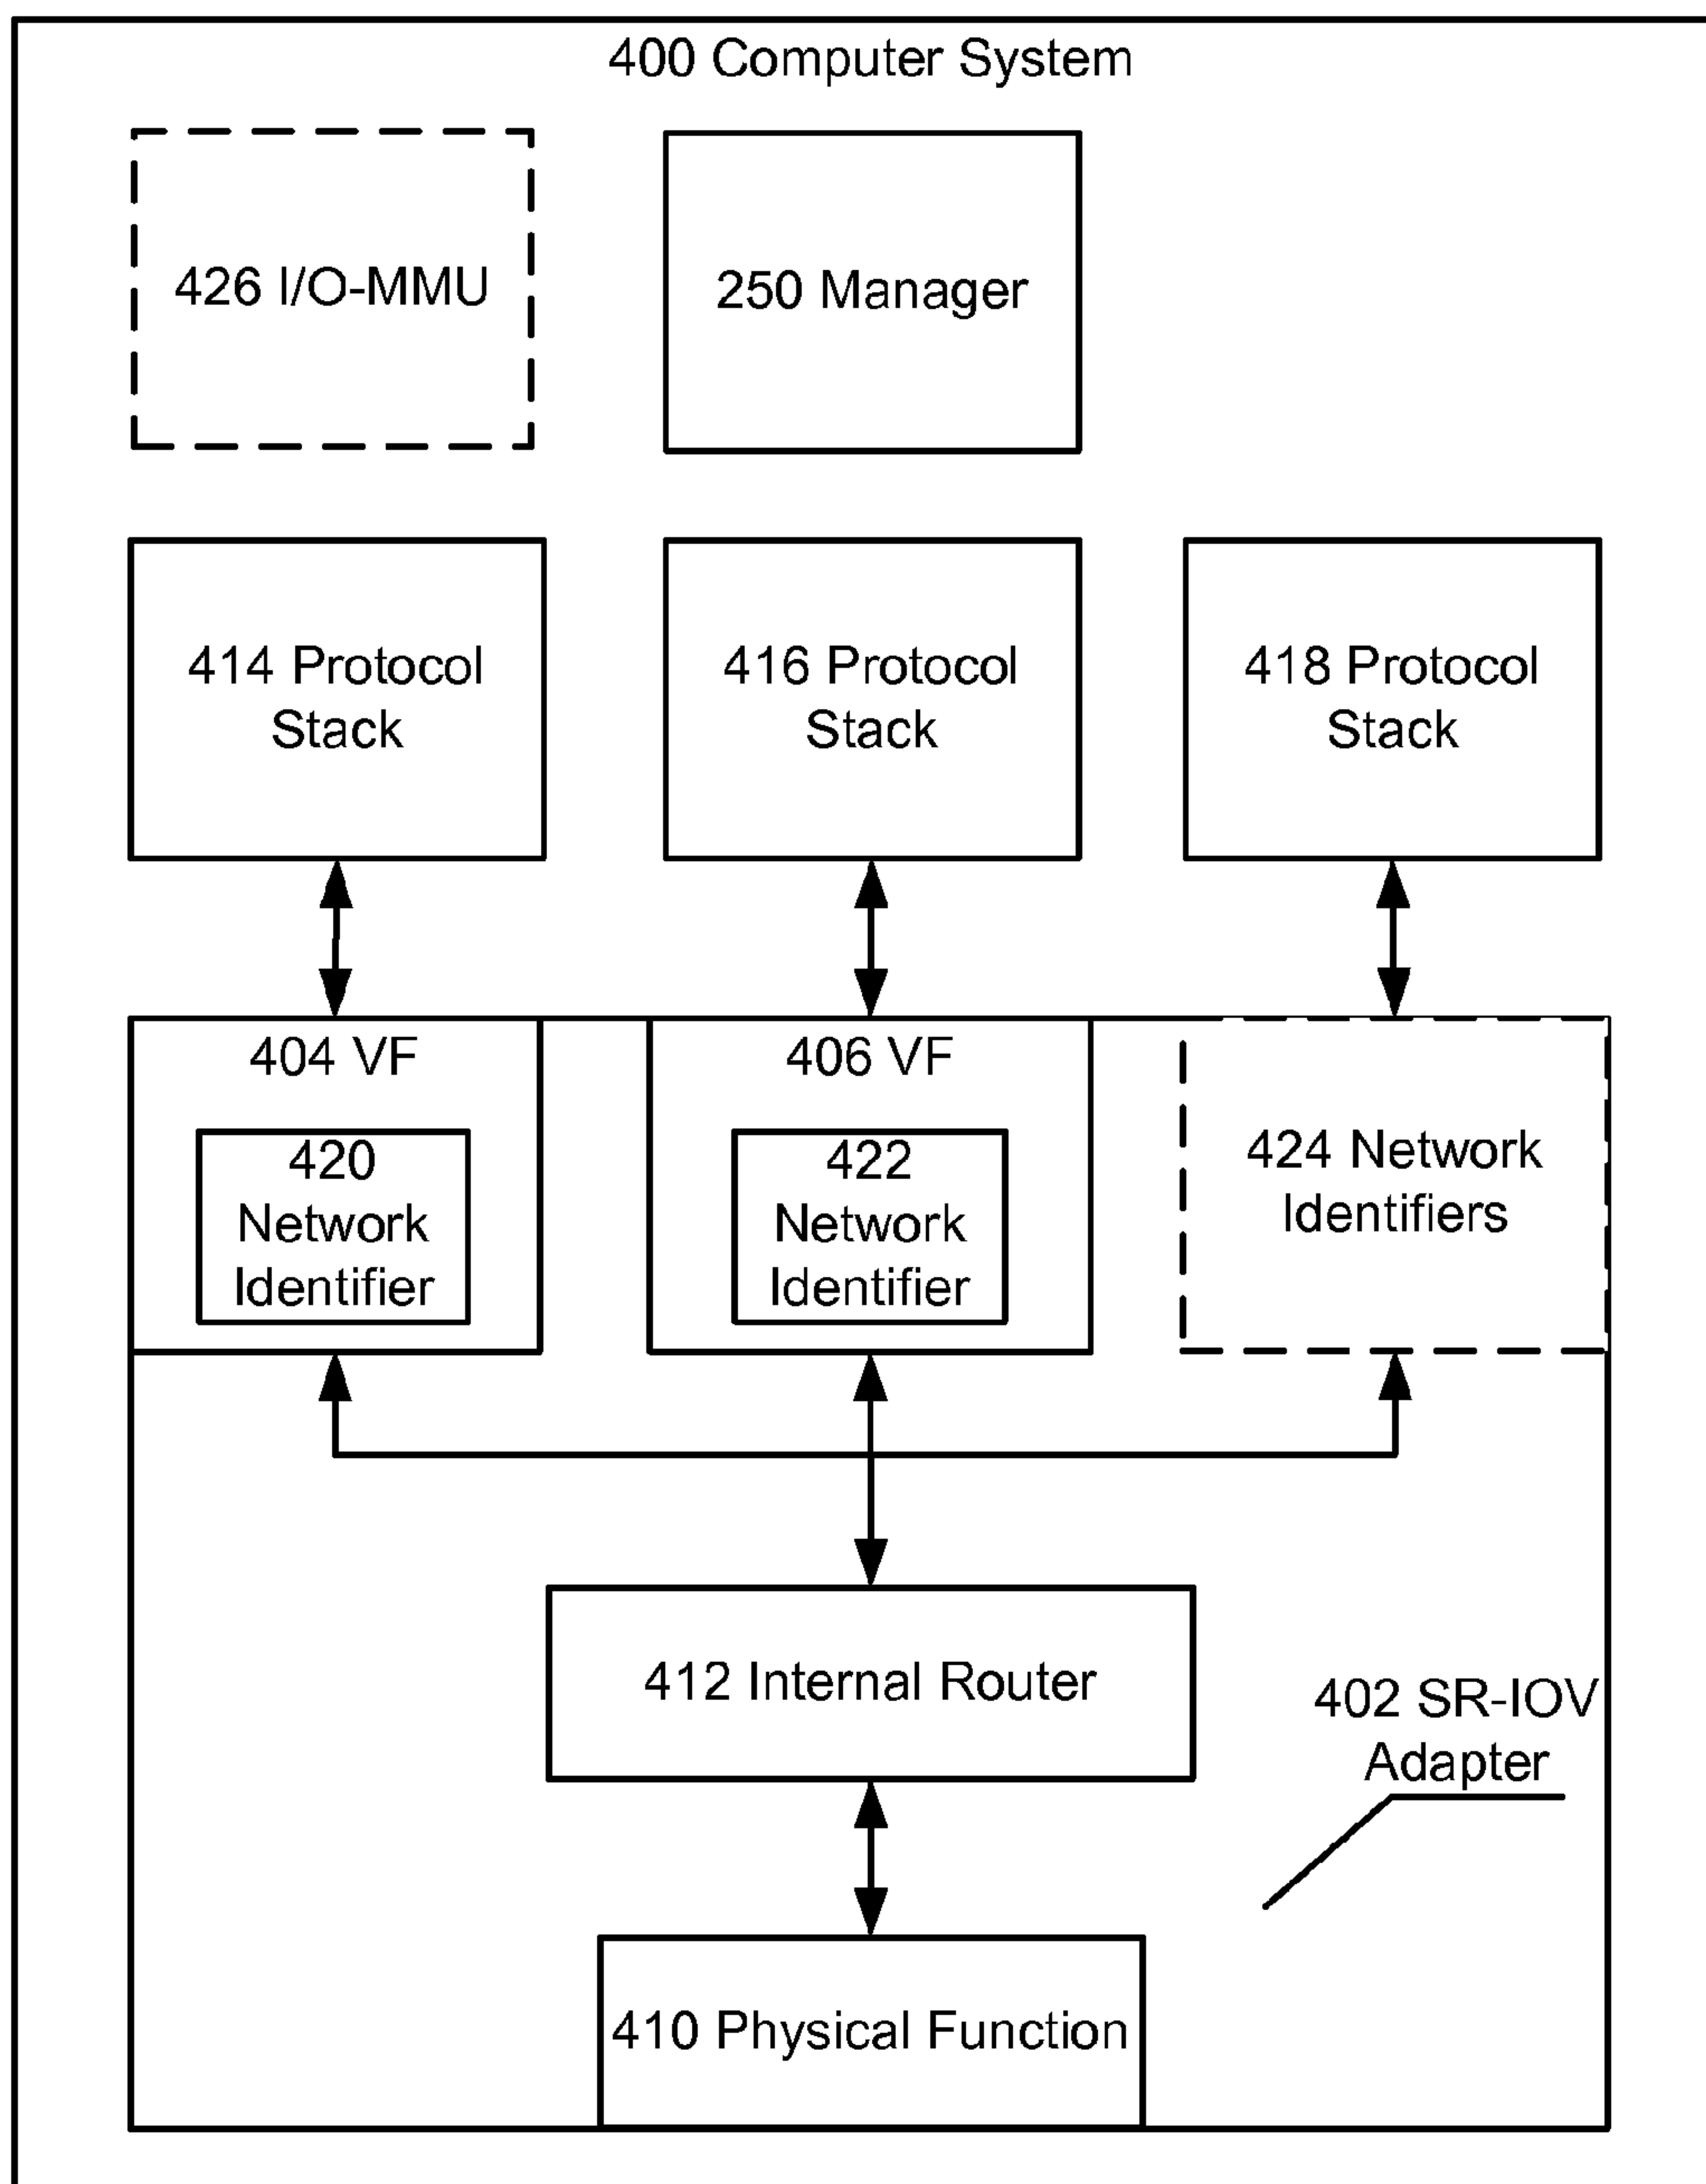 400 Computer System
426 I/O-MMU
250 Manager
414 Protocol
Stack
416 Protocol
Stack
418 Protocol
Stack
404 VF
420
Network
Identifier
406 VF
422
Network
Identifier
424 Network
Identifiers
412 Internal Router
402 SR-IOV
Adapter
410 Physical Function